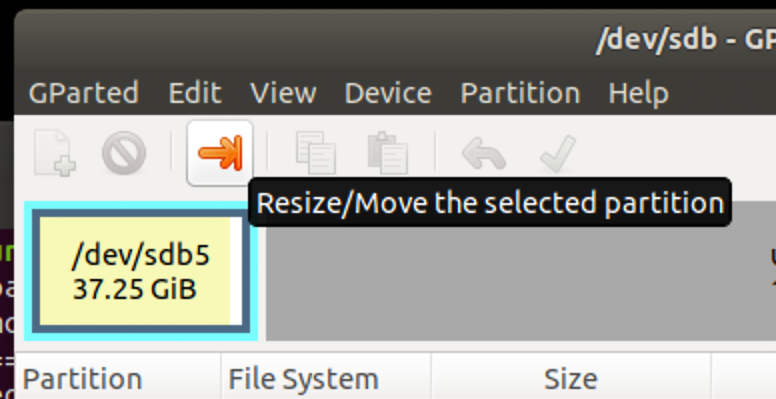 /dev/sdb - GP
GParted Edit View Device Partition Help
Resize/Move the selected partition
/dev/sdb5
37.25 GiB
Partition File System Size